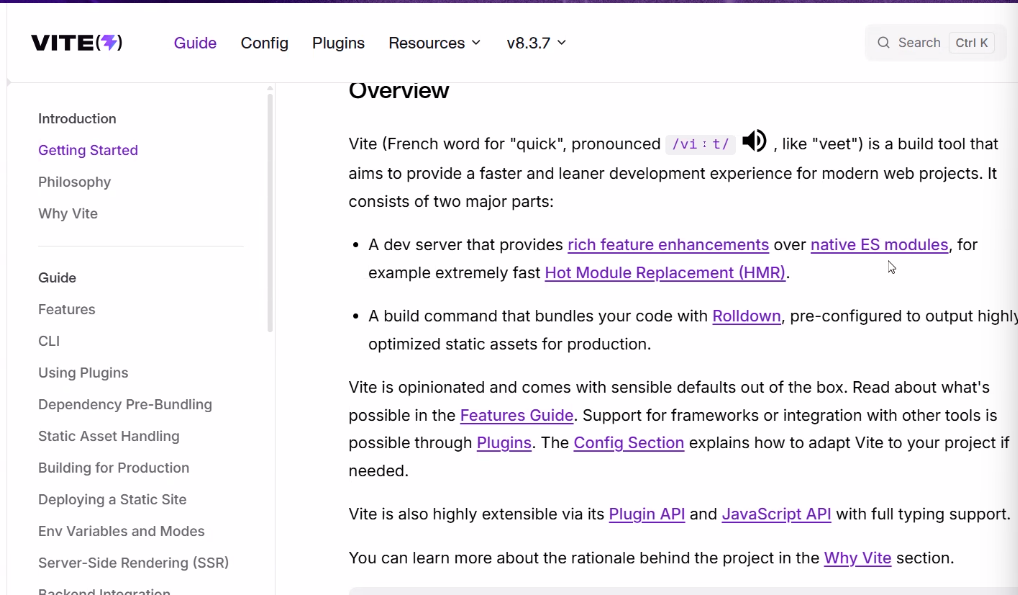 VITE
Guide
Config
Plugins
Resources
v8.3.7
Search
Ctrl K
Introduction
Getting Started
Philosophy
Why Vite
Guide
Features
CLI
Using Plugins
Dependency Pre-Bundling
Static Asset Handling
Building for Production
Deploying a Static Site
Env Variables and Modes
Server-Side Rendering (SSR)
Backend Integration
Overview
Vite (French word for "quick", pronounced /viːt/ , like "veet") is a build tool that
aims to provide a faster and leaner development experience for modern web projects. It
consists of two major parts:
• A dev server that provides rich feature enhancements over native ES modules, for
example extremely fast Hot Module Replacement (HMR).
• A build command that bundles your code with Rolldown, pre-configured to output highly
optimized static assets for production.
Vite is opinionated and comes with sensible defaults out of the box. Read about what's
possible in the Features Guide. Support for frameworks or integration with other tools is
possible through Plugins. The Config Section explains how to adapt Vite to your project if
needed.
Vite is also highly extensible via its Plugin API and JavaScript API with full typing support.
You can learn more about the rationale behind the project in the Why Vite section.